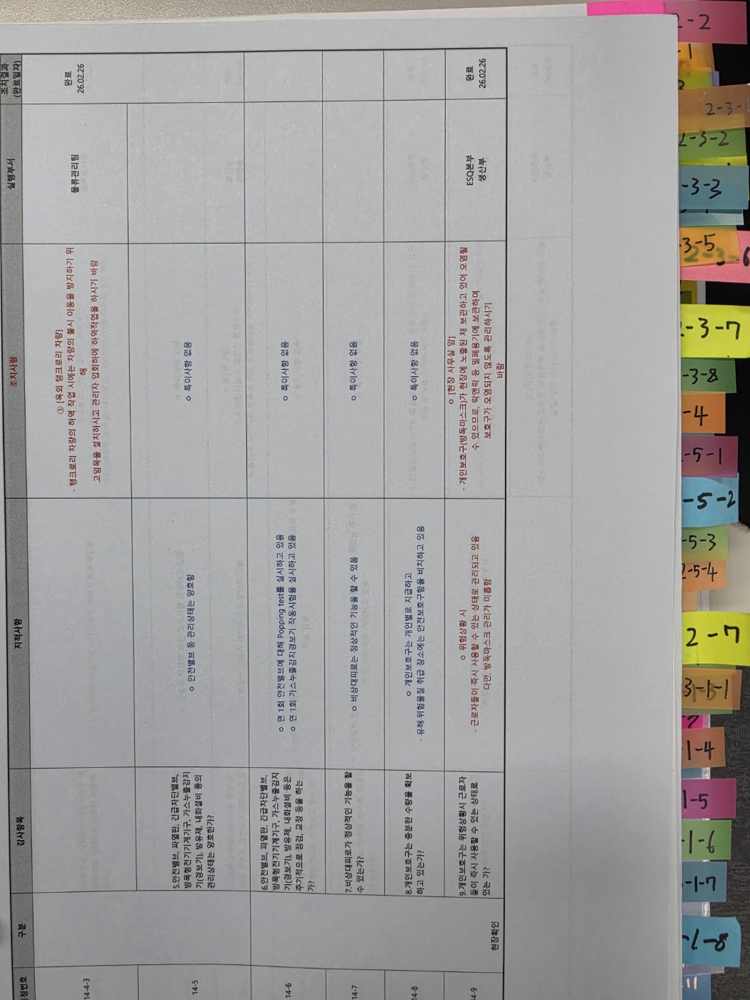 구분
감사항목
지적사항
조치사항
실행부서
조치결과
(완료일자)
14-4-3
③ [옥외 탱크로리 차량]
- 탱크로리 차량의 하역 작업 시에는 차량의 불시 이동을 방지하기 위
해
고임목을 설치하시고 관리자 입회하에 하역작업을 하시기 바람
물류관리팀
완료
26.02.26
14-5
5.안전밸브, 파열판, 긴급차단밸브,
방폭형전기기계기구, 가스누출감지
기(경보기), 방유제, 내화설비 등의
관리상태는 양호한가?
○ 안전밸브 등 관리상태는 양호함
○ 특이사항 없음
14-6
현장확인
6.안전밸브, 파열판, 긴급차단밸브,
방폭형전기기계기구, 가스누출감지
기(경보기), 방유제, 내화설비 등은
주기적으로 점검, 교정 등을 하는
가?
○ 연 1회 안전밸브에 대해 Popping test를 실시하고 있음
○ 연 1회 가스누출감지경보기 작동시험을 실시하고 있음
○ 특이사항 없음
14-7
7.비상대피로가 정상적인 기능을 할
수 있는가?
○ 비상대피로는 정상적인 기능을 할 수 있음
○ 특이사항 없음
14-8
8.개인보호구는 충분한 수량을 확보
하고 있는가?
○ 개인보호구는 개인별로 지급하고
- 유해·위험물질 취급 장소에는 안전보호구함을 비치하고 있음
○ 특이사항 없음
14-9
9.개인보호구는 위험상황시 근로자
들이 즉시 사용할 수 있는 상태로
있는 가?
○ 위험상황 시
- 근로자들이 즉시 사용할 수 있는 상태로 관리되고 있음
다만, 방독마스크 관리가 미흡함
○ [현장 사무실 앞]
- 개인보호구(방독마스크)가 현장에 노출된 채 보관하고 있어 오염될
수 있으므로, 락앤락 등 밀폐용기에 보관하여
보호구가 오염되지 않도록 관리하시기
바람
ESQ본부
생산부
완료
26.02.26
2-2
-1
2-3-
2-3-2
-3-3
-3-5
2-3-6
-3-7
-3-8
-4
-5-1
-5-2
-5-3
2-5-4
2-7
3-1-1
-1-4
1-5
-1-6
-1-7
-1-8